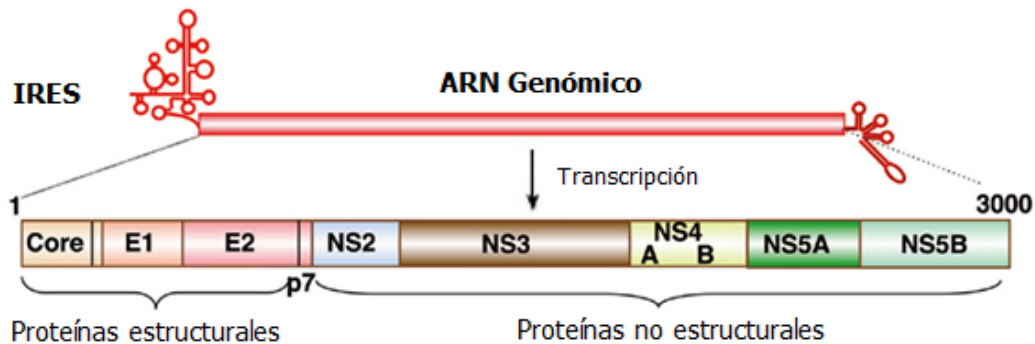 IRES
ARN Genómico
Transcripción
1
3000
Core E1 E2 p7 NS2 NS3 NS4 A B NS5A NS5B
Proteínas estructurales
Proteínas no estructurales